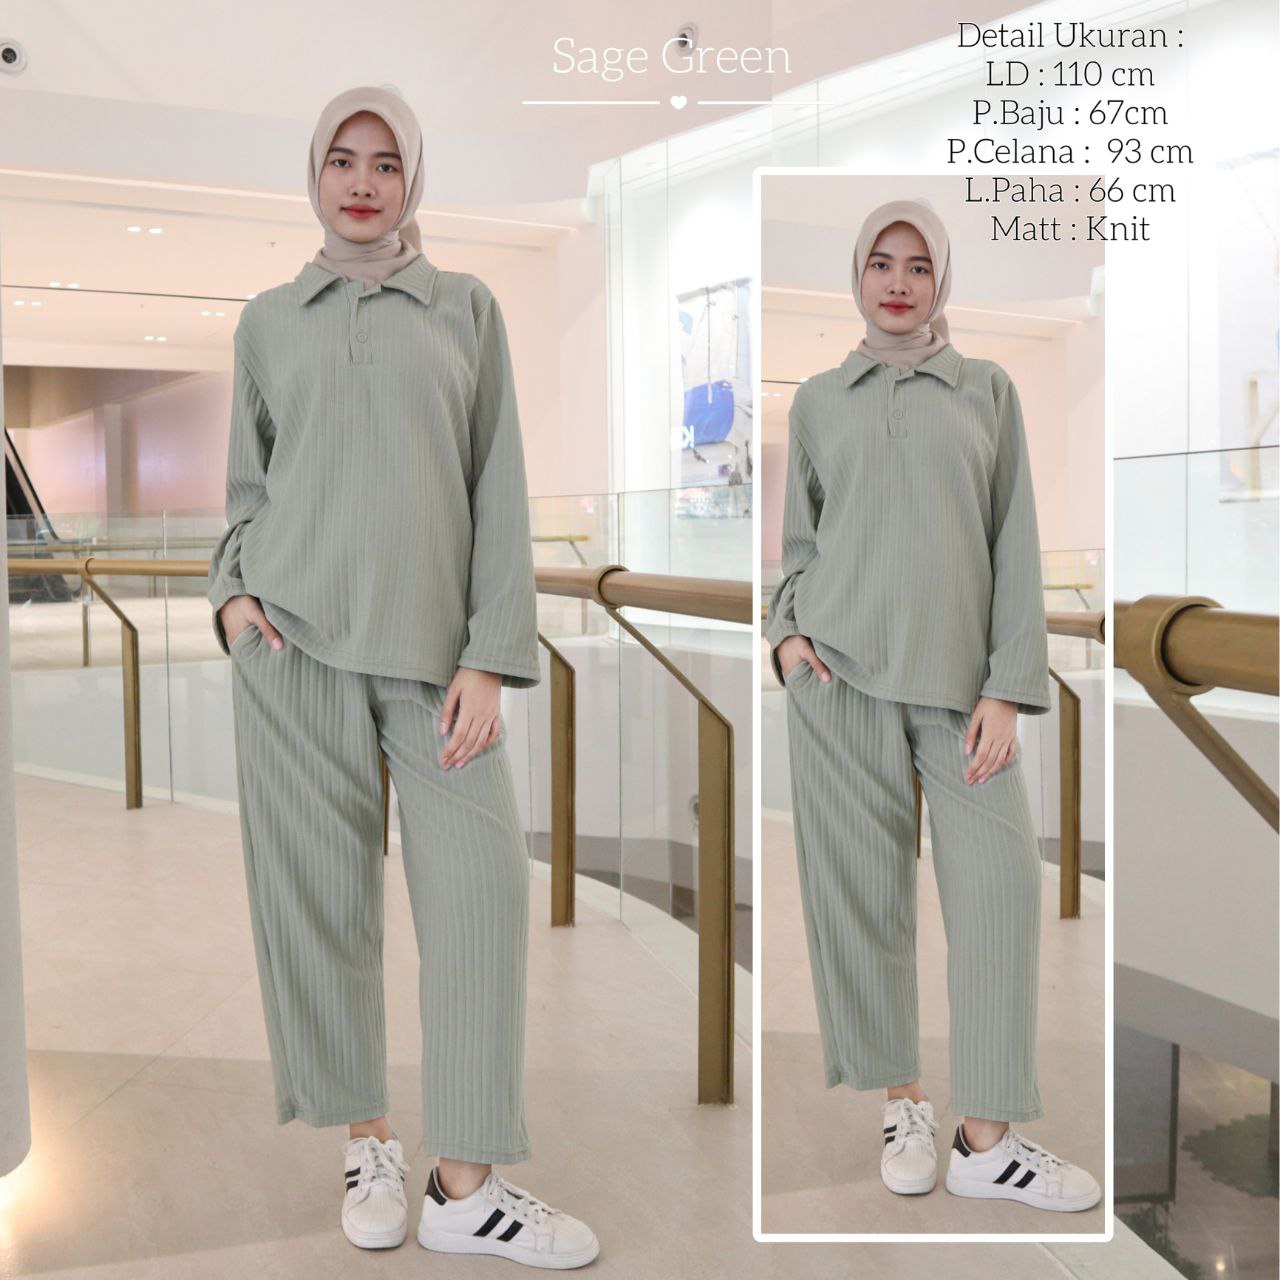 Sage Green
Detail Ukuran :
LD : 110 cm
P.Baju : 67cm
P.Celana :  93 cm
L.Paha : 66 cm
Matt : Knit